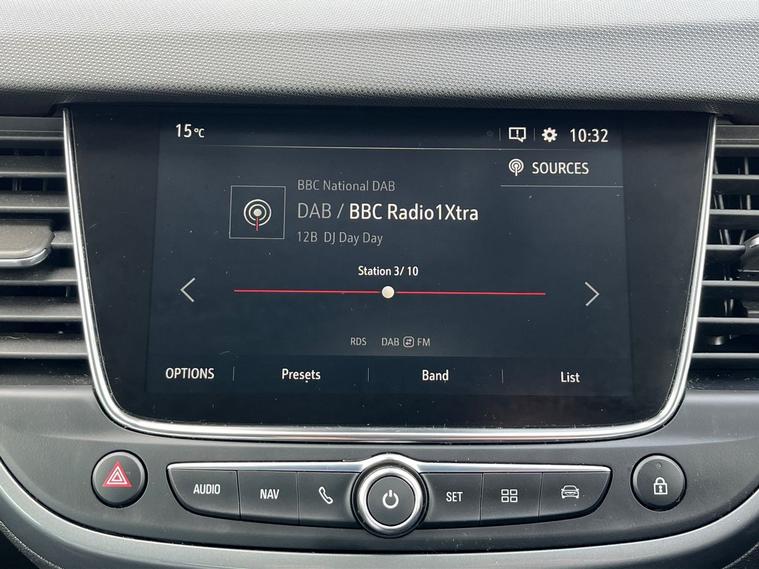 15°C
10:32
SOURCES
BBC National DAB
DAB / BBC Radio1Xtra
12B DJ Day Day
Station 3/ 10
RDS DAB FM
OPTIONS Presets Band List
AUDIO NAV SET